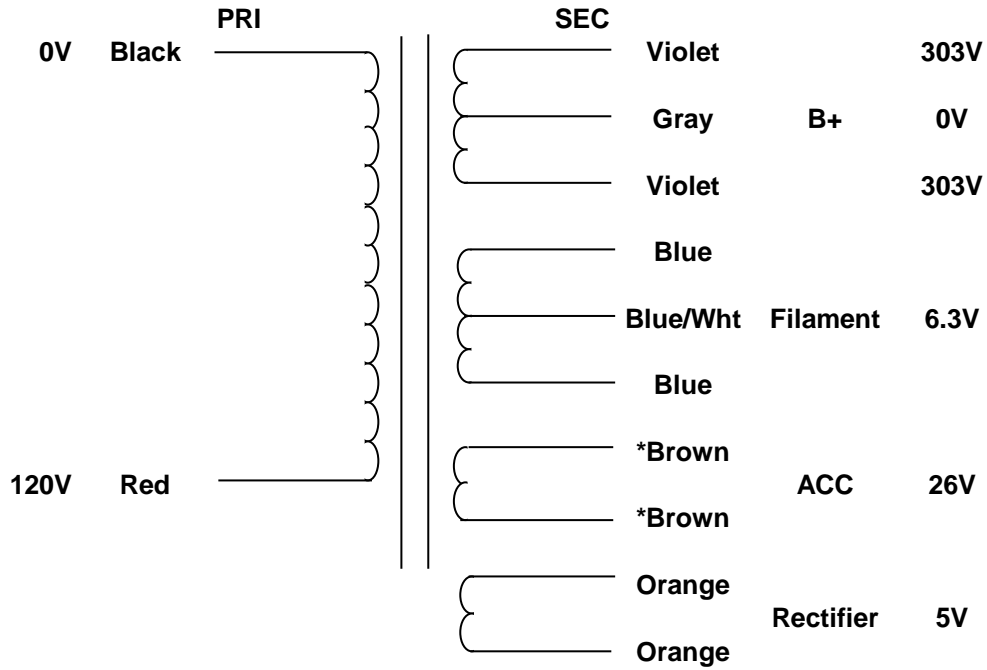 PRI SEC
0V Black Violet 303V
Gray B+ 0V
Violet 303V
Blue
Blue/Wht Filament 6.3V
Blue
*Brown
120V Red ACC 26V
*Brown
Orange
Rectifier 5V
Orange